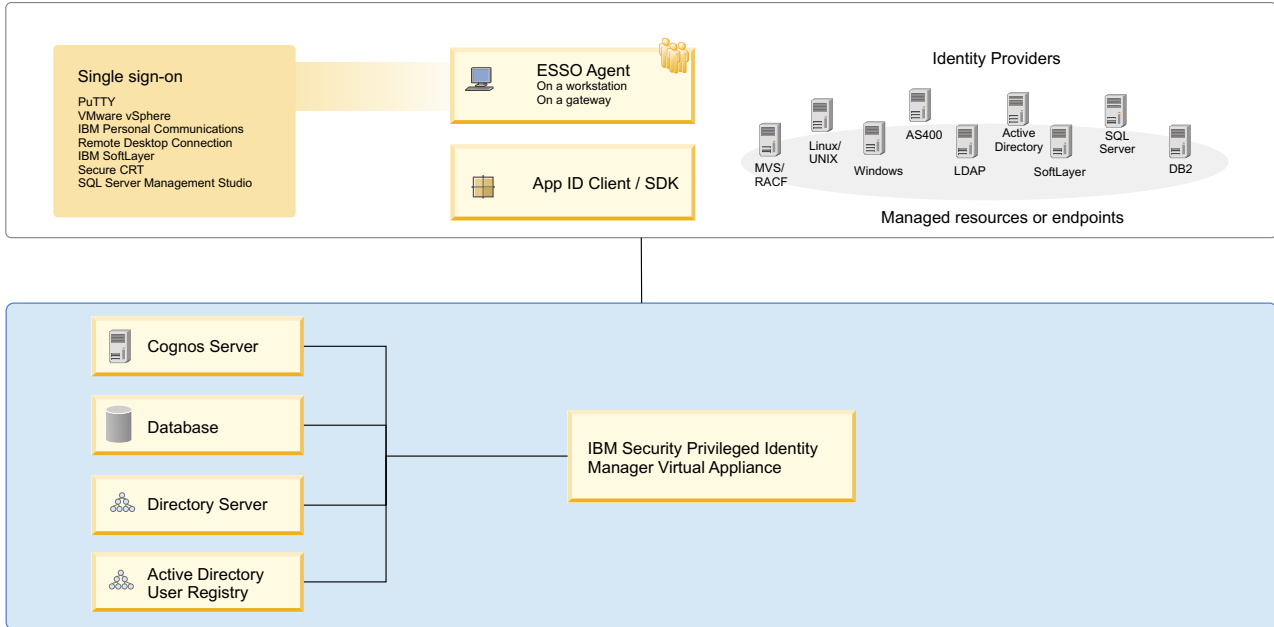 Single sign-on
PuTTY
VMware vSphere
IBM Personal Communications
Remote Desktop Connection
IBM SoftLayer
Secure CRT
SQL Server Management Studio
ESSO Agent
On a workstation
On a gateway
App ID Client / SDK
Identity Providers
MVS/
RACF
Linux/
UNIX
Windows
AS400
LDAP
Active
Directory
SoftLayer
SQL
Server
DB2
Managed resources or endpoints
Cognos Server
Database
Directory Server
Active Directory
User Registry
IBM Security Privileged Identity
Manager Virtual Appliance